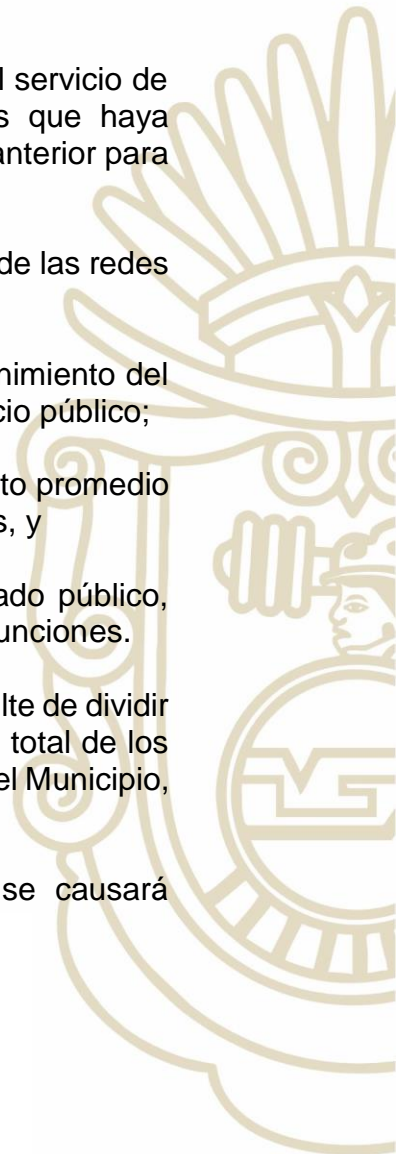 l servicio de
s que haya
anterior para
de las redes
nimiento del
cio público;
to promedio
s, y
ado público,
unciones.
lte de dividir
total de los
el Municipio,
se causará